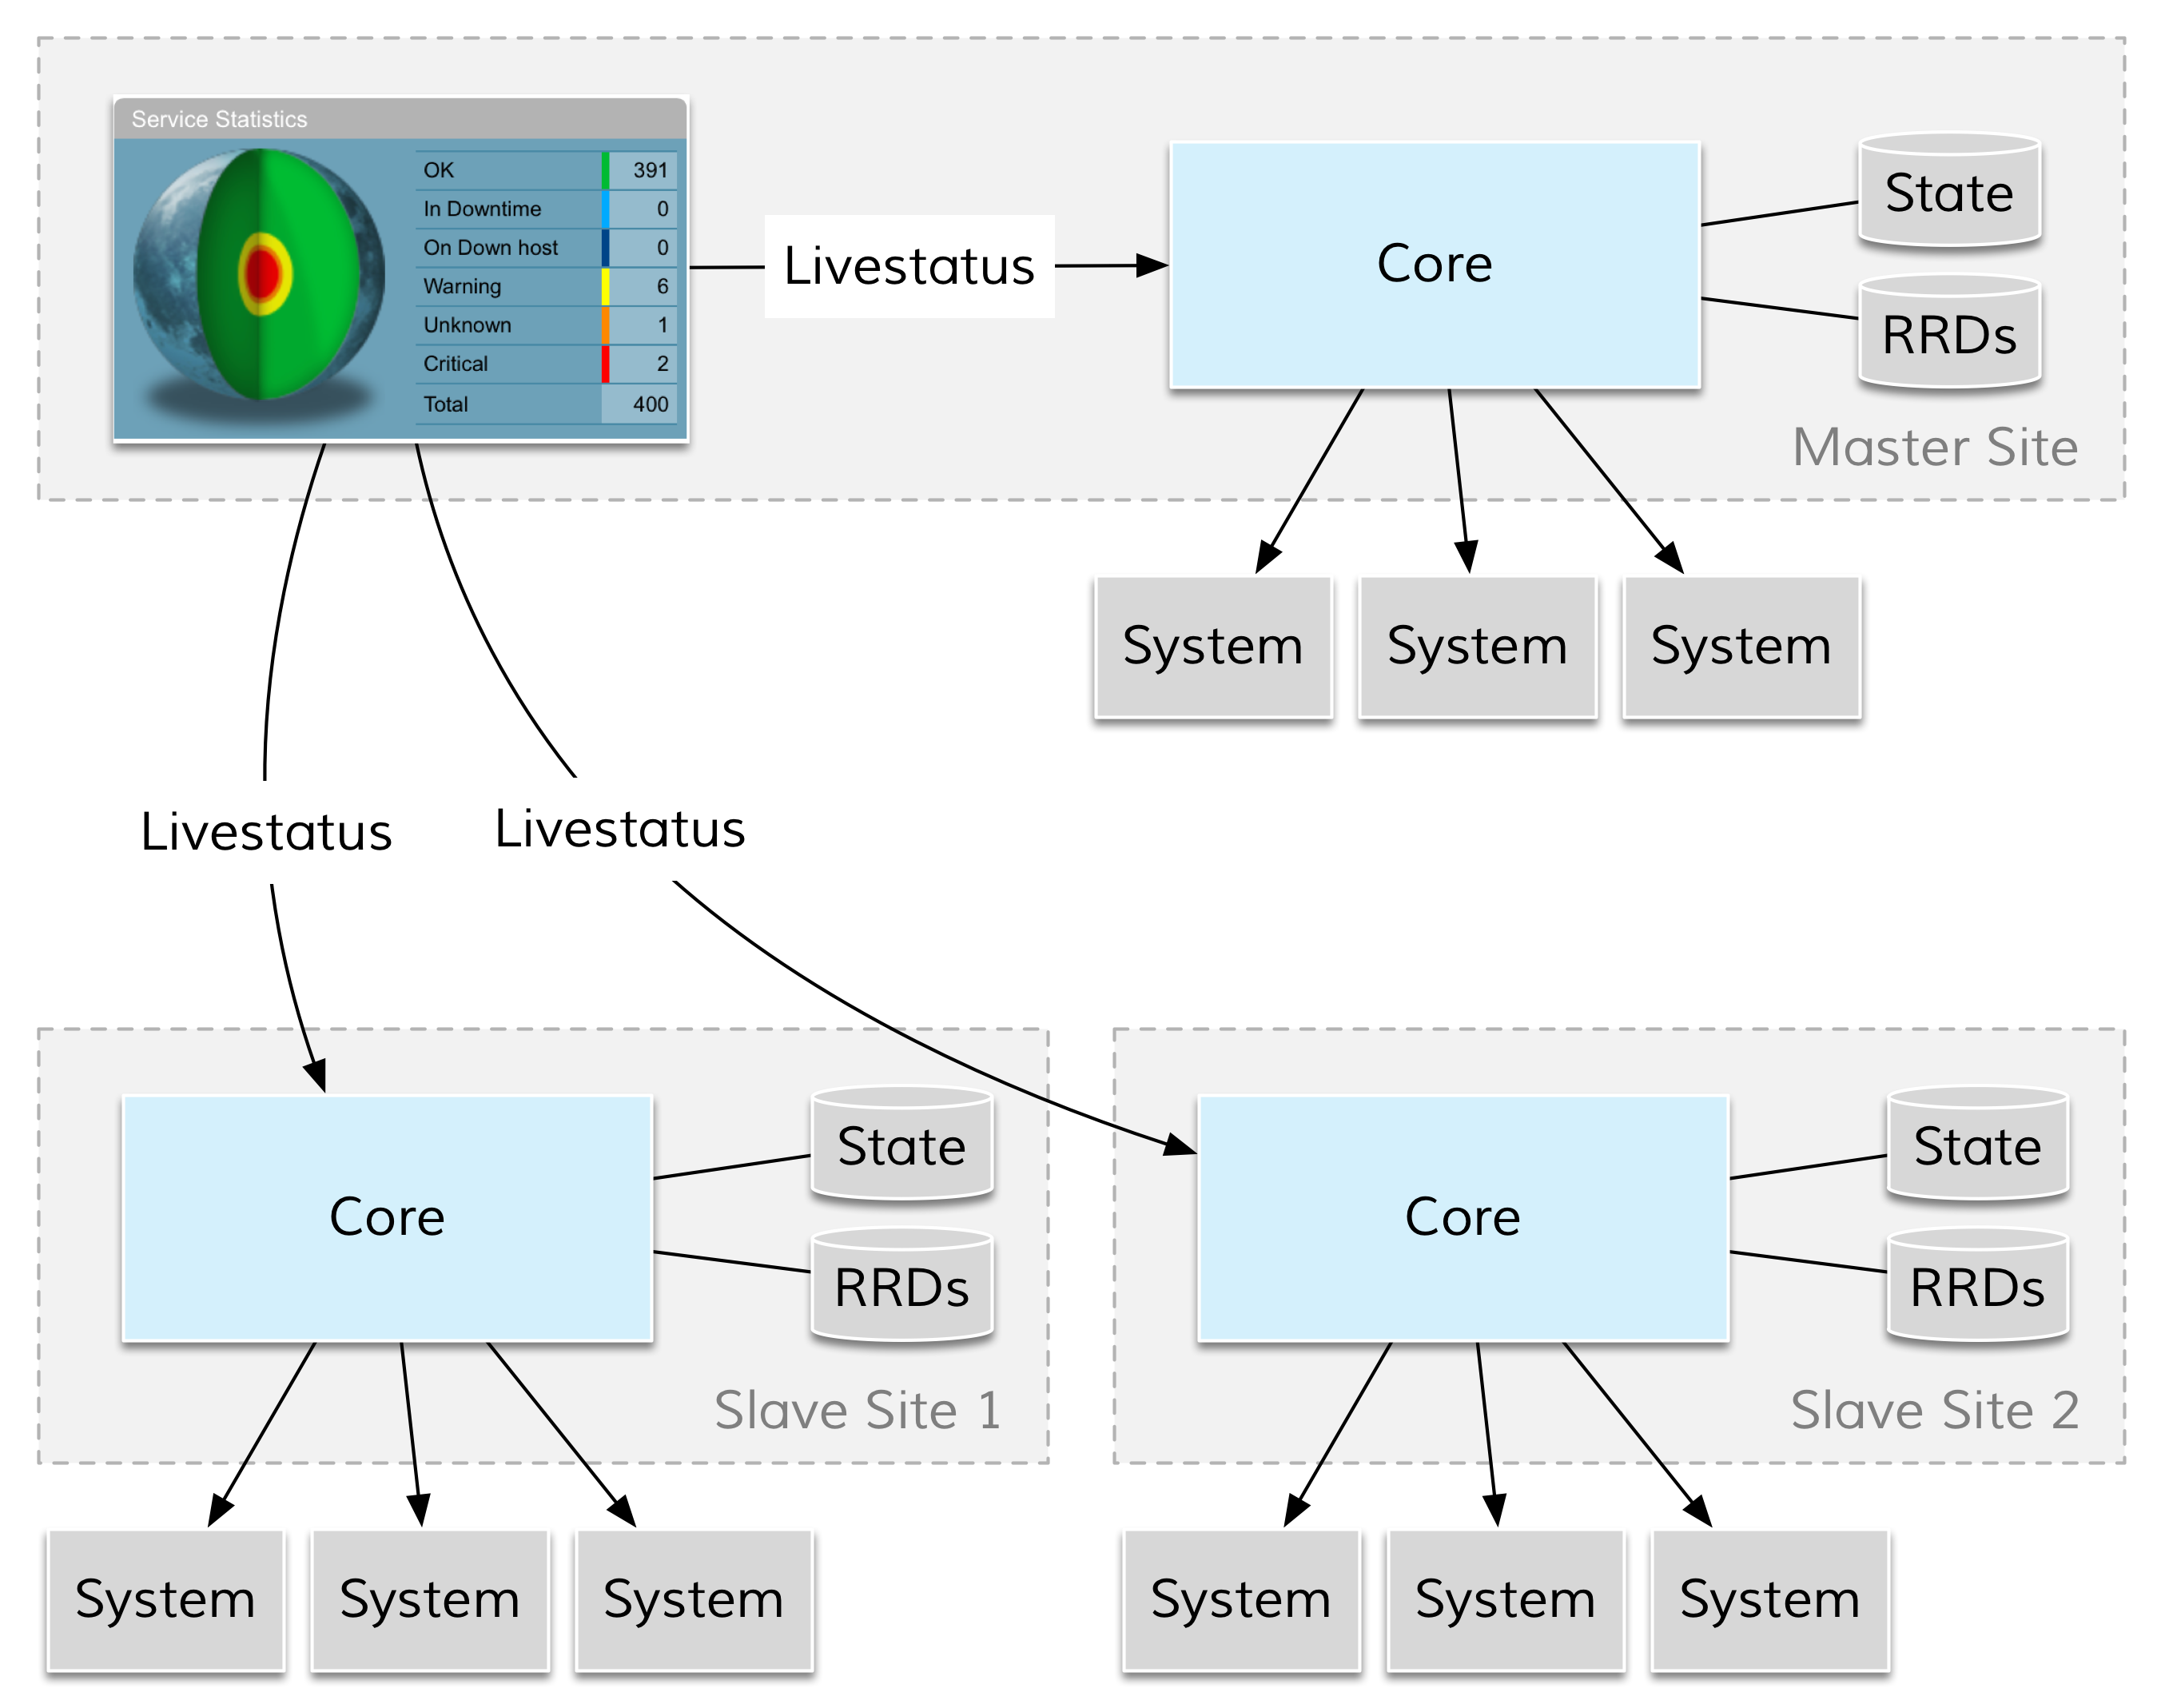 Service Statistics
OK 391
In Downtime 0
On Down host 0
Warning 6
Unknown 1
Critical 2
Total 400
Livestatus
Core
State
RRDs
Master Site
System System System
Livestatus Livestatus
Core
State
RRDs
Slave Site 1
System System System
Core
State
RRDs
Slave Site 2
System System System